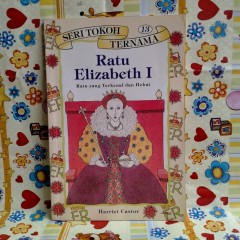 SERI TOKOH 13
TERNAMA
Ratu
Elizabeth I
Ratu yang Terkenal dan Hebat
Harriet Castor